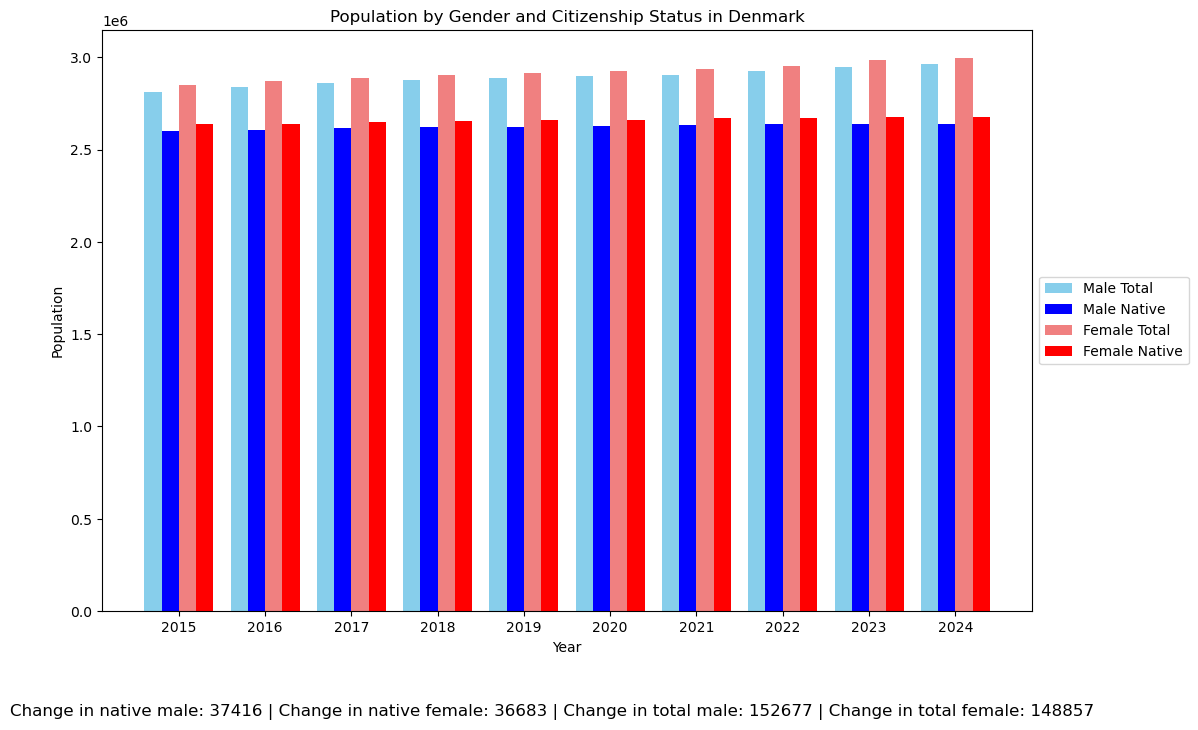 Population by Gender and Citizenship Status in Denmark
1e6
3.0
2.5
2.0
1.5
1.0
0.5
0.0
Population
2015 2016 2017 2018 2019 2020 2021 2022 2023 2024
Year
Male Total
Male Native
Female Total
Female Native
Change in native male: 37416 | Change in native female: 36683 | Change in total male: 152677 | Change in total female: 148857